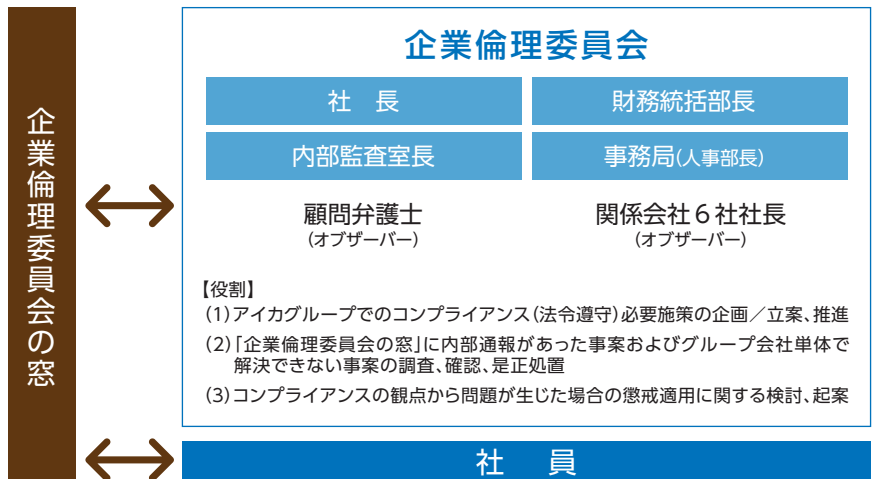 企業倫理委員会の窓
企業倫理委員会
社　長
財務統括部長
内部監査室長
事務局(人事部長)
顧問弁護士
(オブザーバー)
関係会社6社社長
(オブザーバー)
【役割】
(1)アイカグループでのコンプライアンス(法令遵守)必要施策の企画／立案、推進
(2)「企業倫理委員会の窓」に内部通報があった事案およびグループ会社単体で
解決できない事案の調査、確認、是正処置
(3)コンプライアンスの観点から問題が生じた場合の懲戒適用に関する検討、起案
社　員